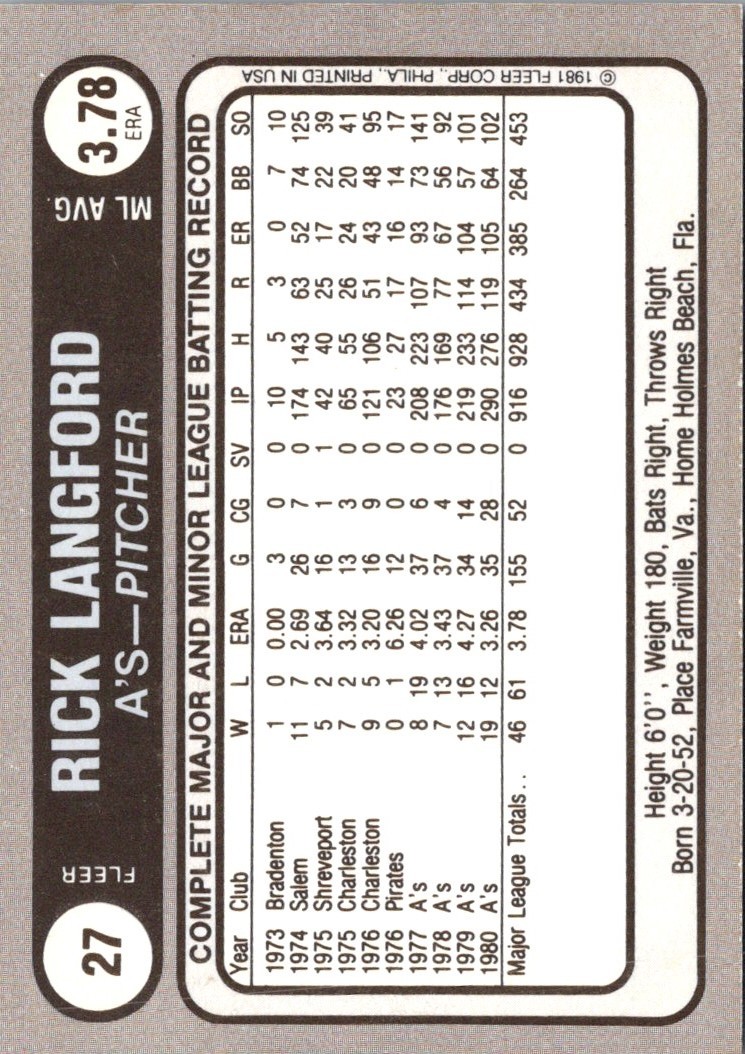 27
FLEER
RICK LANGFORD
A'S—PITCHER
ML AVG.
3.78
ERA
COMPLETE MAJOR AND MINOR LEAGUE BATTING RECORD
Year Club W L ERA G CG SV IP H R ER BB SO
1973 Bradenton 1 0 0.00 3 0 0 10 5 3 0 7 10
1974 Salem 11 7 2.69 26 7 0 174 143 63 52 74 125
1975 Shreveport 5 2 3.64 16 1 1 42 40 25 17 22 39
1975 Charleston 7 2 3.32 13 3 0 65 55 26 24 20 41
1976 Charleston 9 5 3.20 16 9 0 121 106 51 43 48 95
1976 Pirates 0 1 6.26 12 0 0 23 27 17 16 14 17
1977 A's 8 19 4.02 37 6 0 208 223 107 93 73 141
1978 A's 7 13 3.43 37 4 0 176 169 77 67 56 92
1979 A's 12 16 4.27 34 14 0 219 233 114 104 57 101
1980 A's 19 12 3.26 35 28 0 290 276 119 105 64 102
Major League Totals . . 46 61 3.78 155 52 0 916 928 434 385 264 453
Height 6'0'', Weight 180, Bats Right, Throws Right
Born 3-20-52, Place Farmville, Va., Home Holmes Beach, Fla.
© 1981 FLEER CORP., PHILA., PRINTED IN USA